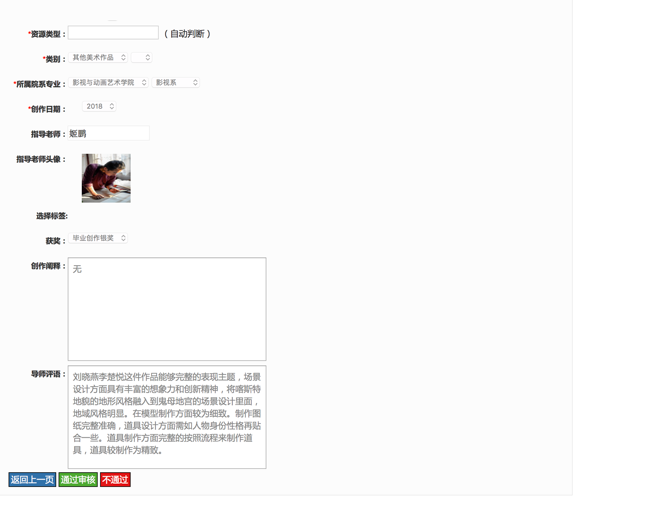 *资源类型： （自动判断）
*类别： 其他美术作品
*所属院系专业： 影视与动画艺术学院 影视系
*创作日期： 2018
指导老师： 姬鹏
指导老师头像：
选择标签:
获奖： 毕业创作银奖
创作阐释： 无
导师评语： 刘晓燕李楚悦这件作品能够完整的表现主题，场景
设计方面具有丰富的想象力和创新精神，将喀斯特
地貌的地形风格融入到鬼母地宫的场景设计里面，
地域风格明显。在模型制作方面较为细致。制作图
纸完整准确，道具设计方面需如人物身份性格再贴
合一些。道具制作方面完整的按照流程来制作道
具，道具较制作为精致。
返回上一页 通过审核 不通过